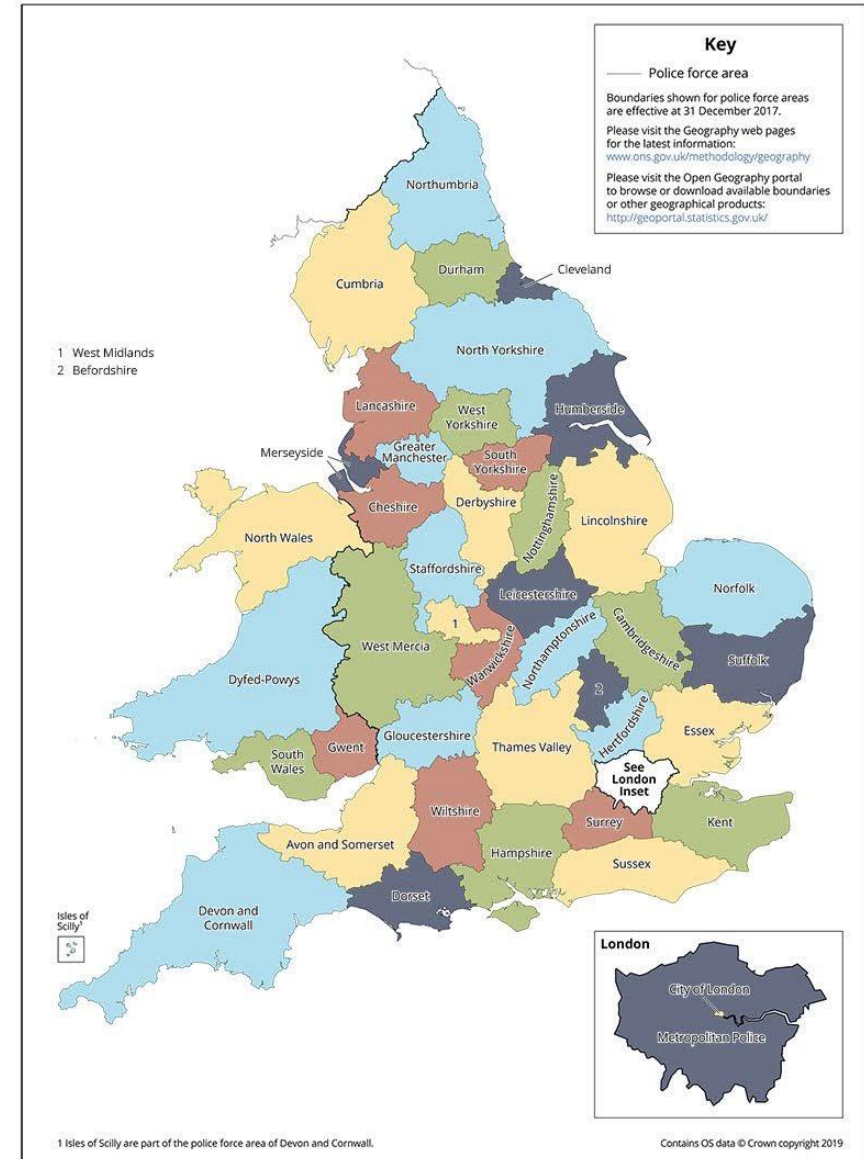 Key
Police force area
Boundaries shown for police force areas
are effective at 31 December 2017.
Please visit the Geography web pages
for the latest information:
www.ons.gov.uk/methodology/geography
Please visit the Open Geography portal
to browse or download available boundaries
or other geographical products:
http://geoportal.statistics.gov.uk/
Northumbria
Cumbria
Durham
Cleveland
1 West Midlands
2 Befordshire
North Yorkshire
Lancashire
West
Yorkshire
Humberside
Merseyside
Greater
Manchester
South
Yorkshire
Cheshire
Derbyshire
Nottinghamshire
Lincolnshire
North Wales
Staffordshire
Leicestershire
Norfolk
1
West Mercia
Warwickshire
Northamptonshire
Cambridgeshire
Suffolk
Dyfed-Powys
2
Hertfordshire
Essex
Gloucestershire
Gwent
South
Wales
Thames Valley
See
London
Inset
Wiltshire
Surrey
Kent
Avon and Somerset
Hampshire
Sussex
Dorset
Devon and
Cornwall
Isles of
Scilly¹
London
City of London
Metropolitan Police
1 Isles of Scilly are part of the police force area of Devon and Cornwall.
Contains OS data © Crown copyright 2019